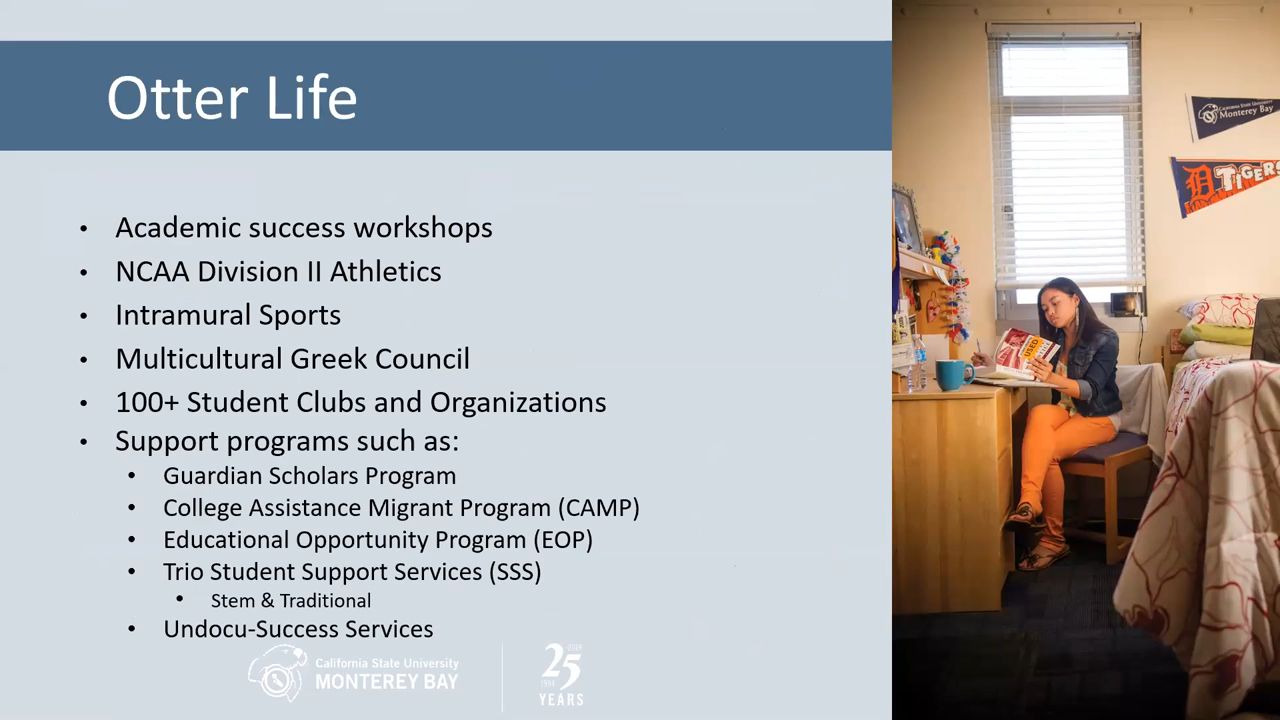 Otter Life
• Academic success workshops
• NCAA Division II Athletics
• Intramural Sports
• Multicultural Greek Council
• 100+ Student Clubs and Organizations
• Support programs such as:
• Guardian Scholars Program
• College Assistance Migrant Program (CAMP)
• Educational Opportunity Program (EOP)
• Trio Student Support Services (SSS)
• Stem & Traditional
• Undocu-Success Services
California State University
MONTEREY BAY
2019
25
1994
YEARS
California State University
Monterey Bay
D TIGERS
USED